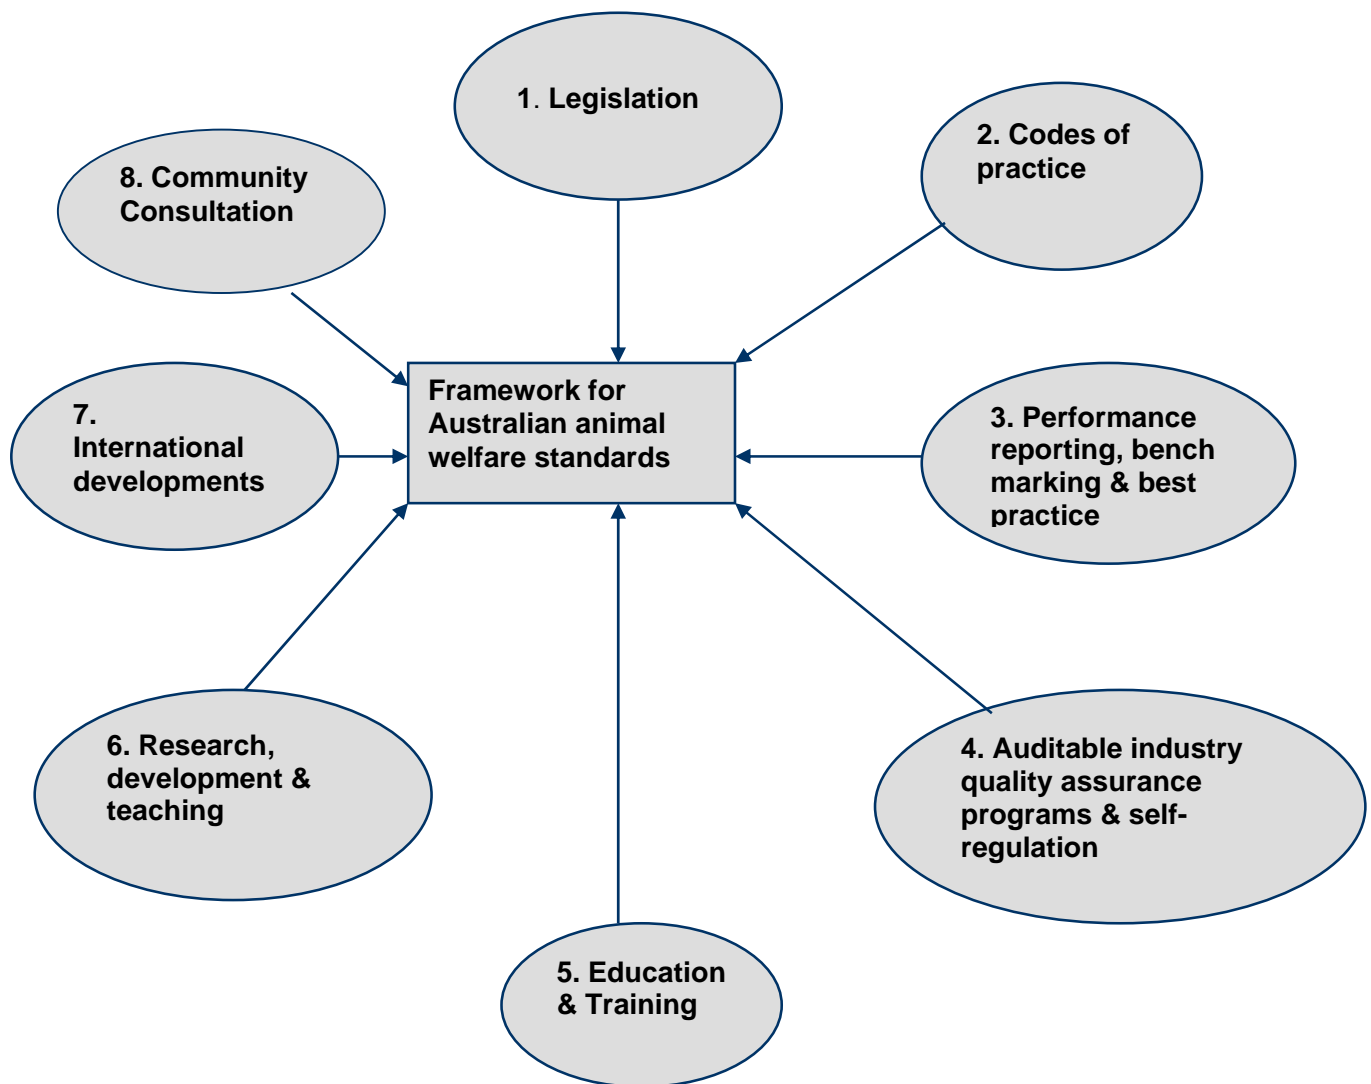 1. Legislation
2. Codes of
practice
3. Performance
reporting, bench
marking & best
practice
4. Auditable industry
quality assurance
programs & self-
regulation
5. Education
& Training
6. Research,
development &
teaching
7.
International
developments
8. Community
Consultation
Framework for
Australian animal
welfare standards